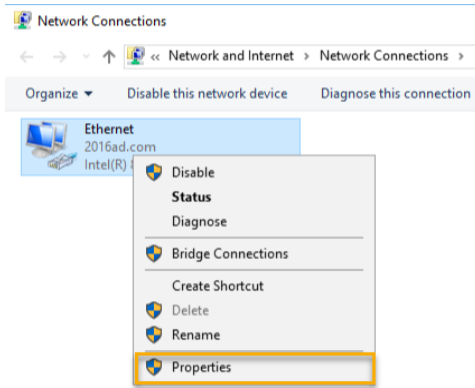 Network Connections
« Network and Internet > Network Connections >
Organize Disable this network device Diagnose this connection
Ethernet
2016ad.com
Intel(R)
Disable
Status
Diagnose
Bridge Connections
Create Shortcut
Delete
Rename
Properties